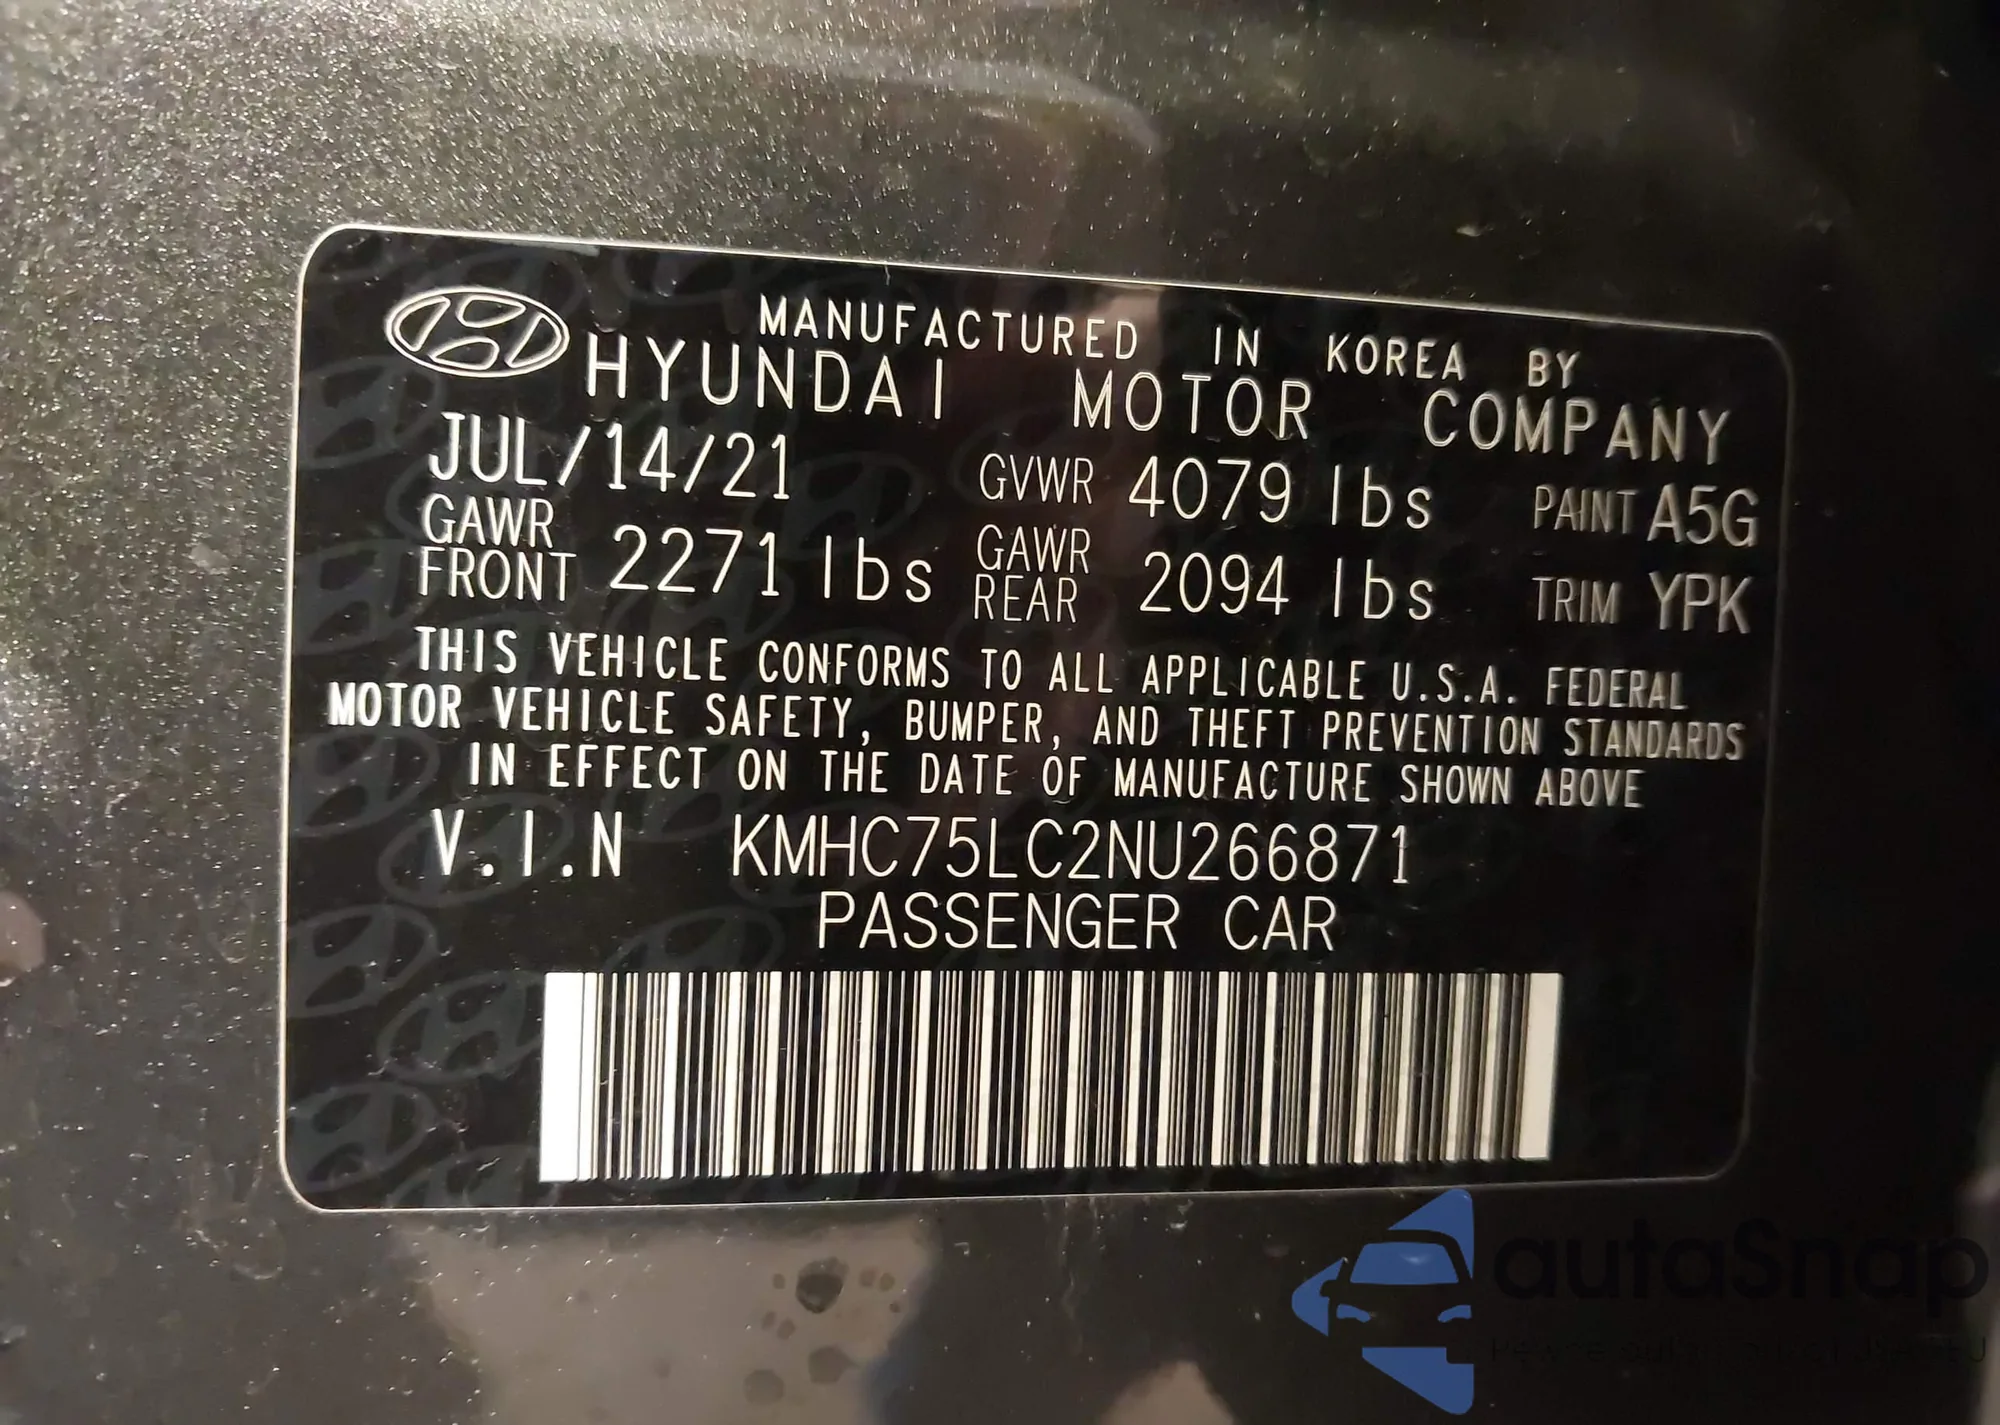 MANUFACTURED IN KOREA BY
HYUNDAI MOTOR COMPANY
JUL/14/21 GVWR 4079 lbs PAINT A5G
GAWR FRONT 2271 lbs GAWR REAR 2094 lbs TRIM YPK
THIS VEHICLE CONFORMS TO ALL APPLICABLE U.S.A. FEDERAL
MOTOR VEHICLE SAFETY, BUMPER, AND THEFT PREVENTION STANDARDS
IN EFFECT ON THE DATE OF MANUFACTURE SHOWN ABOVE
V.I.N KMHC75LC2NU266871
PASSENGER CAR
autaSnap